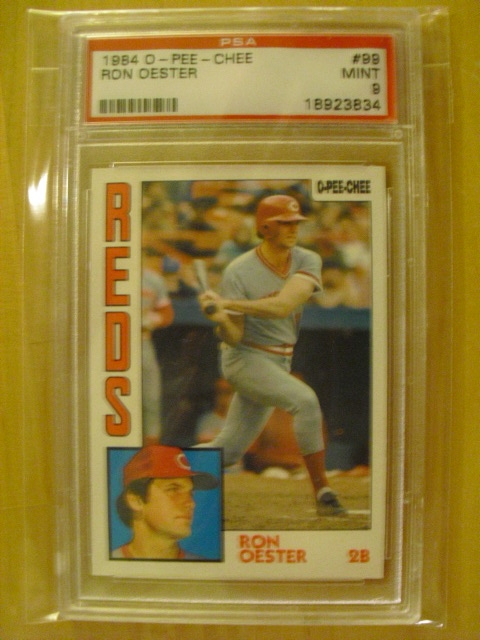 PSA
1984 O-PEE-CHEE #99
RON OESTER MINT
9
18923834
O-PEE-CHEE
REDS
C
RON
OESTER 2B